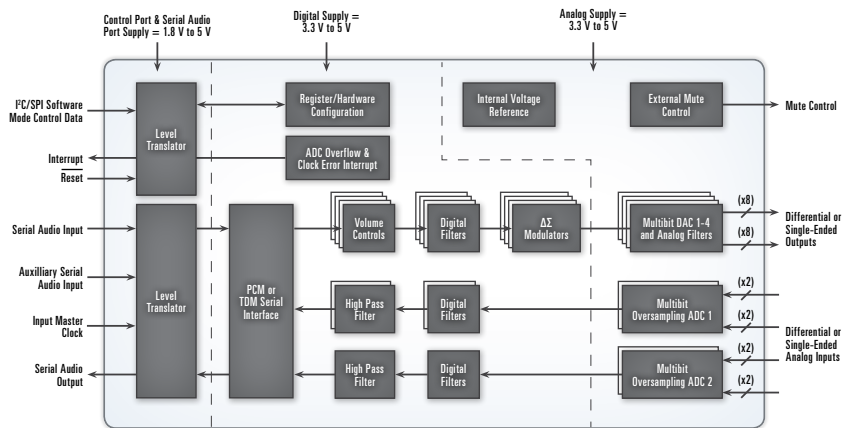 Control Port & Serial Audio
Port Supply = 1.8 V to 5 V
Digital Supply =
3.3 V to 5 V
Analog Supply =
3.3 V to 5 V
I²C/SPI Software
Mode Control Data
Interrupt
Reset
Level
Translator
Register/Hardware
Configuration
ADC Overflow &
Clock Error Interrupt
Internal Voltage
Reference
External Mute
Control
Mute Control
Serial Audio Input
Auxilliary Serial
Audio Input
Input Master
Clock
Serial Audio
Output
Level
Translator
PCM or
TDM Serial
Interface
Volume
Controls
Digital
Filters
ΔΣ
Modulators
Multibit DAC 1-4
and Analog Filters
(x8)
(x8)
Differential or
Single-Ended
Outputs
High Pass
Filter
Digital
Filters
Multibit
Oversampling ADC 1
(x2)
(x2)
Differential or
Single-Ended
Analog Inputs
High Pass
Filter
Digital
Filters
Multibit
Oversampling ADC 2
(x2)
(x2)